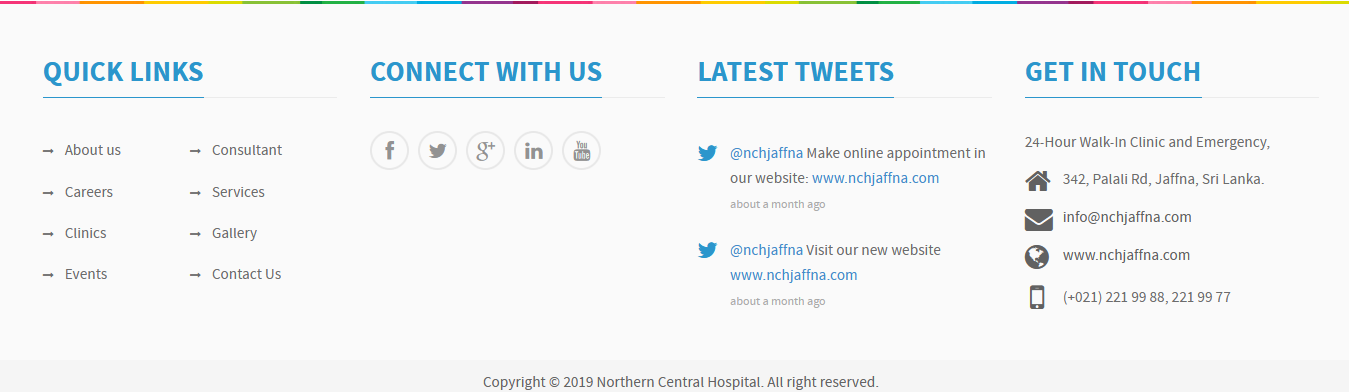 QUICK LINKS
About us
Consultant
Careers
Services
Clinics
Gallery
Events
Contact Us
CONNECT WITH US
You
Tube
LATEST TWEETS
@nchjaffna Make online appointment in
our website: www.nchjaffna.com
about a month ago
@nchjaffna Visit our new website
www.nchjaffna.com
about a month ago
GET IN TOUCH
24-Hour Walk-In Clinic and Emergency,
342, Palali Rd, Jaffna, Sri Lanka.
info@nchjaffna.com
www.nchjaffna.com
(+021) 221 99 88, 221 99 77
Copyright © 2019 Northern Central Hospital. All right reserved.